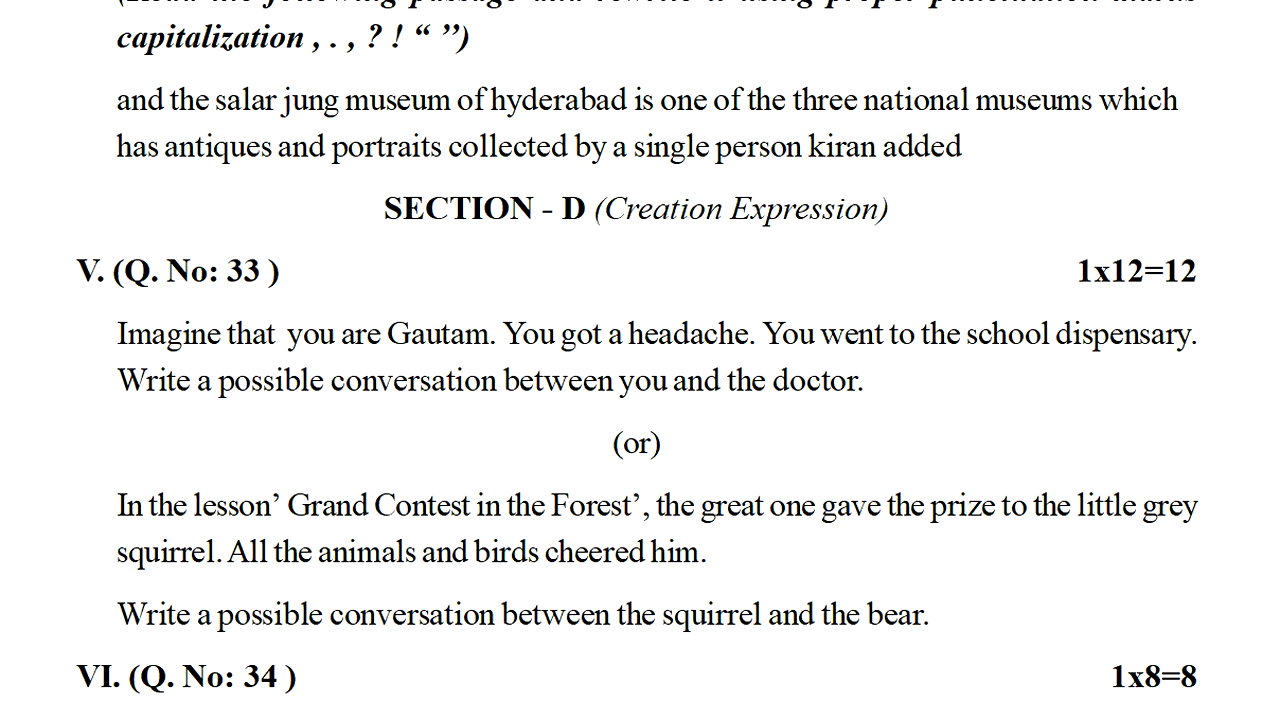 capitalization , . , ? ! “ ”)
and the salar jung museum of hyderabad is one of the three national museums which
has antiques and portraits collected by a single person kiran added
SECTION - D (Creation Expression)
V. (Q. No: 33 ) 1x12=12
Imagine that you are Gautam. You got a headache. You went to the school dispensary.
Write a possible conversation between you and the doctor.
(or)
In the lesson’ Grand Contest in the Forest’, the great one gave the prize to the little grey
squirrel. All the animals and birds cheered him.
Write a possible conversation between the squirrel and the bear.
VI. (Q. No: 34 ) 1x8=8